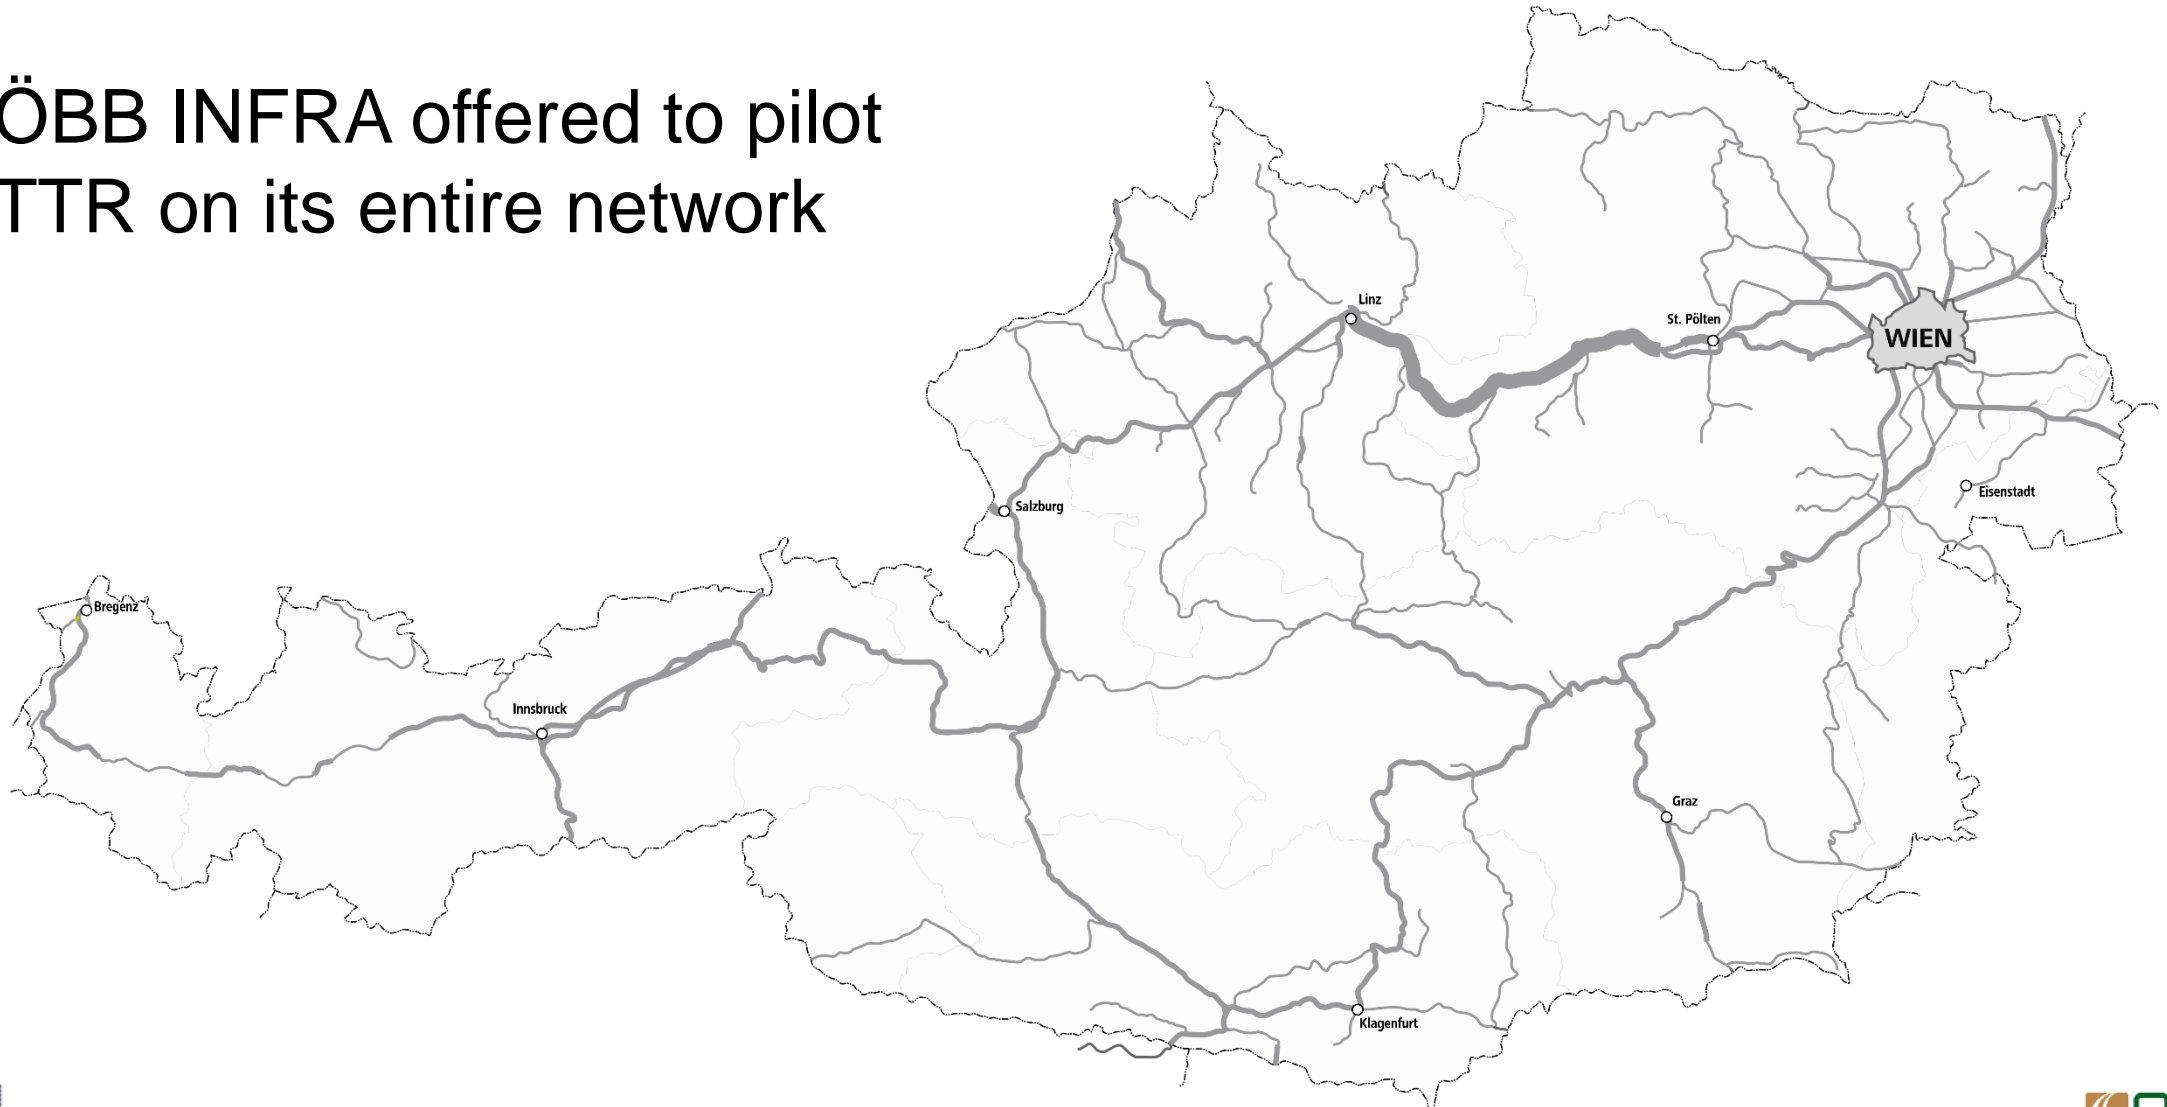 ÖBB INFRA offered to pilot
TTR on its entire network
Linz
St. Pölten
WIEN
Eisenstadt
Salzburg
Bregenz
Innsbruck
Graz
Klagenfurt